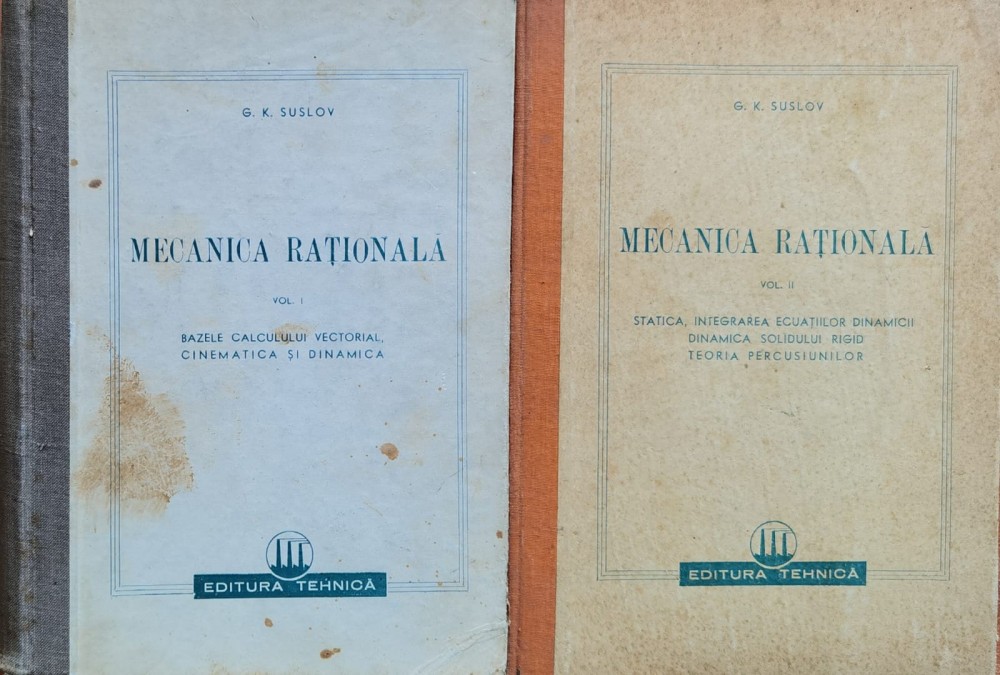 G. K. SUSLOV
MECANICA RAȚIONALĂ
VOL. I
BAZELE CALCULULUI VECTORIAL,
CINEMATICA ȘI DINAMICA
EDITURA TEHNICĂ
G. K. SUSLOV
MECANICA RAȚIONALĂ
VOL. II
STATICA, INTEGRAREA ECUAȚIILOR DINAMICII
DINAMICA SOLIDULUI RIGID
TEORIA PERCUSIUNILOR
EDITURA TEHNICĂ